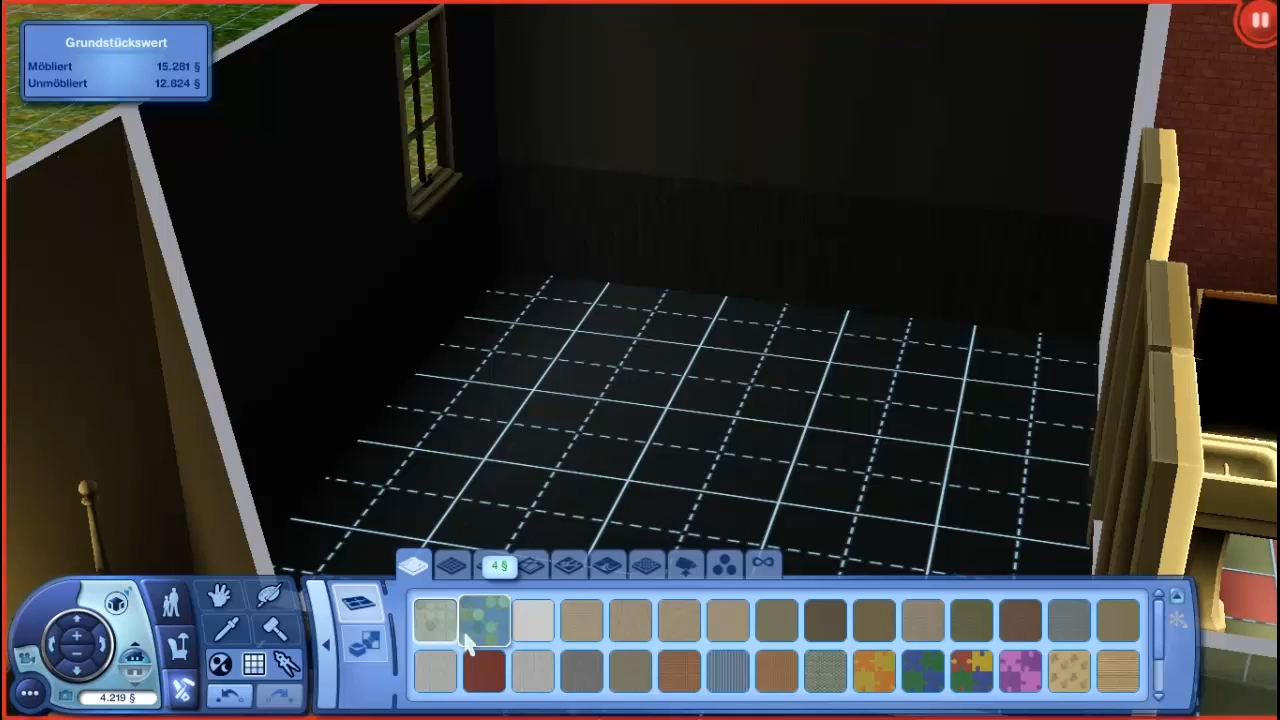 Grundstückswert
Möbliert 15.281 §
Unmöbliert 12.824 §
4 §
4.219 §